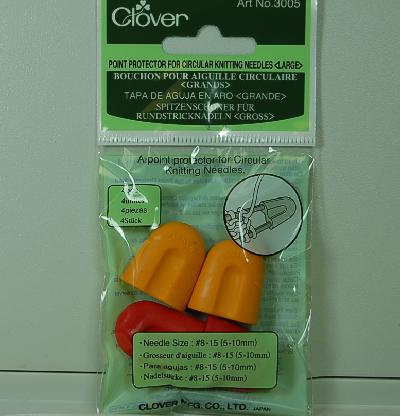 Clover
Art No.3005
POINT PROTECTOR FOR CIRCULAR KNITTING NEEDLES <LARGE>
BOUCHON POUR AIGUILLE CIRCULAIRE
<GRANDS>
TAPA DE AGUJA EN ARO <GRANDE>
SPITZENSCHONER FÜR
RUNDSTRICKNADELN <GROSS>
A point protector for Circular
Knitting Needles.
4piezas
4Stück
• Needle Size : #8-15 (5-10mm)
• Grosseur d'aiguille : #8-15 (5-10mm)
• Para agujas : #8-15 (5-10mm)
• Nadelstärke : #8-15 (5-10mm)
CLOVER MFG. CO., LTD. JAPAN